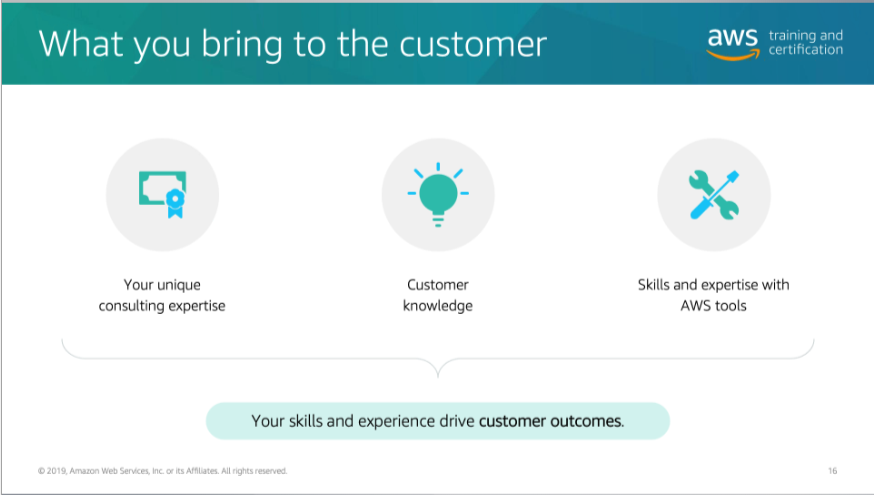 What you bring to the customer
aws training and
certification
Your unique
consulting expertise
Customer
knowledge
Skills and expertise with
AWS tools
Your skills and experience drive customer outcomes.
© 2019, Amazon Web Services, Inc. or its Affiliates. All rights reserved.
16